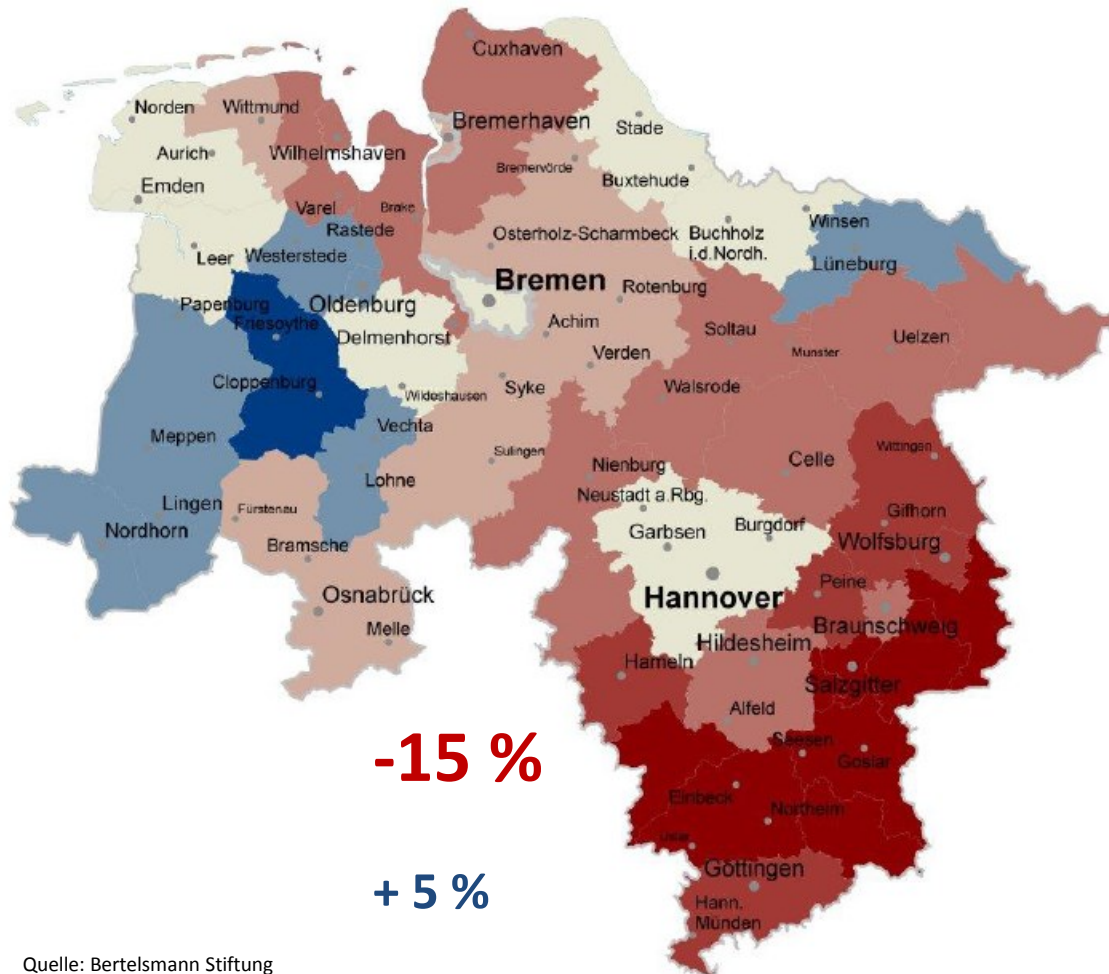 Cuxhaven
Norden
Wittmund
Bremerhaven
Stade
Aurich
Wilhelmshaven
Bremervörde
Buxtehude
Emden
Varel
Brake
Winsen
Rastede
Osterholz-Scharmbeck
Buchholz
i.d.Nordh.
Leer
Westerstede
Lüneburg
Bremen
Rotenburg
Papenburg
Oldenburg
Friesoythe
Achim
Soltau
Delmenhorst
Uelzen
Munster
Verden
Cloppenburg
Syke
Walsrode
Wildeshausen
Vechta
Meppen
Sulingen
Wittingen
Nienburg
Celle
Lohne
Neustadt a.Rbg.
Lingen
Fürstenau
Gifhorn
Nordhorn
Garbsen
Burgdorf
Bramsche
Wolfsburg
Peine
Osnabrück
Hannover
Braunschweig
Melle
Hildesheim
Hameln
Salzgitter
Alfeld
-15 %
Seesen
Goslar
Einbeck
Northeim
Uslar
Göttingen
+ 5 %
Hann.
Münden
Quelle: Bertelsmann Stiftung